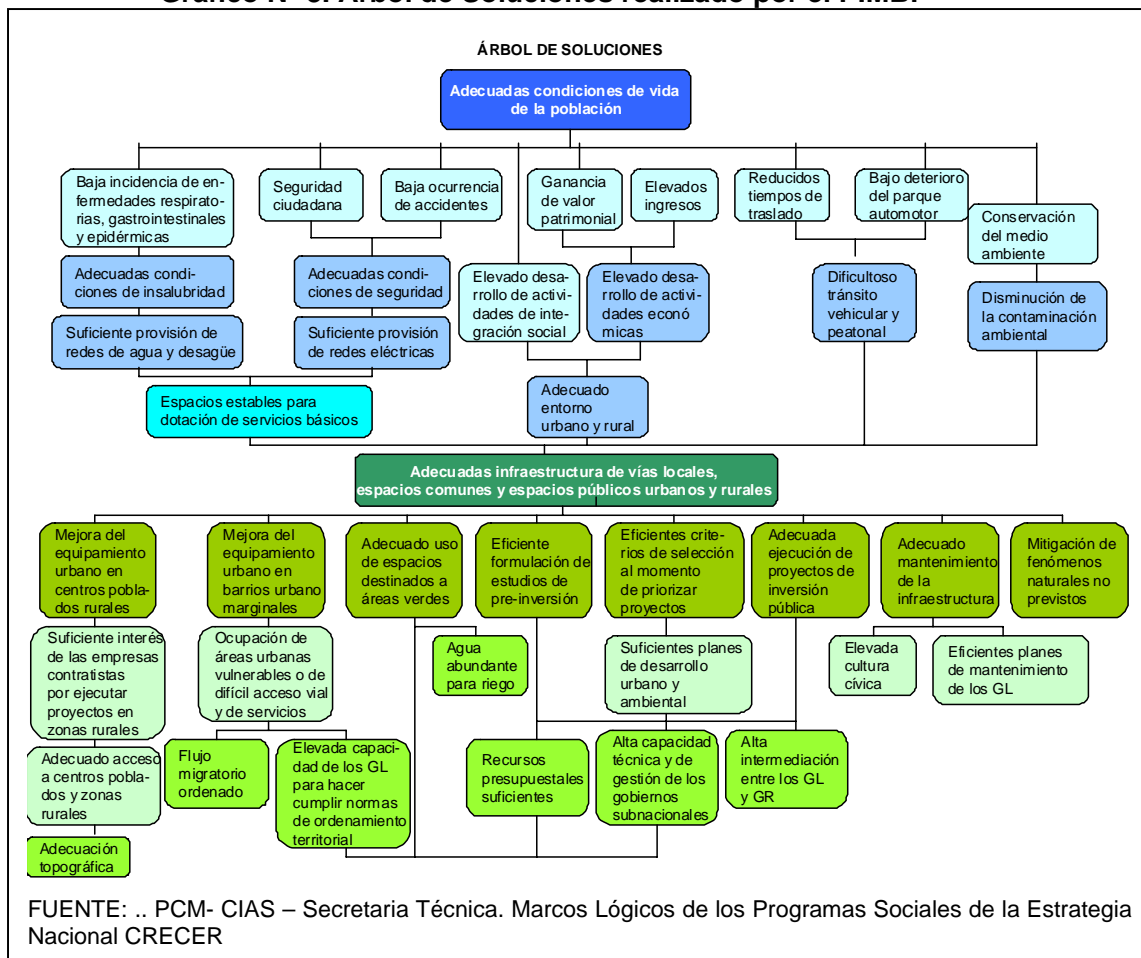 ÁRBOL DE SOLUCIONES
Adecuadas condiciones de vida
de la población
Baja incidencia de en-
fermedades respirato-
rias, gastrointestinales
y epidérmicas
Seguridad
ciudadana
Baja ocurrencia
de accidentes
Ganancia
de valor
patrimonial
Elevados
ingresos
Reducidos
tiempos de
traslado
Bajo deterioro
del parque
automotor
Conservación
del medio
ambiente
Adecuadas condi-
ciones de insalubridad
Adecuadas condi-
ciones de seguridad
Elevado desa-
rrollo de activi-
dades de inte-
gración social
Elevado desa-
rrollo de activi-
dades econó
micas
Dificultoso
tránsito
vehicular y
peatonal
Disminución de
la contaminación
ambiental
Suficiente provisión de
redes de agua y desagüe
Suficiente provisión
de redes eléctricas
Espacios estables para
dotación de servicios básicos
Adecuado
entorno
urbano y rural
Adecuadas infraestructura de vías locales,
espacios comunes y espacios públicos urbanos y rurales
Mejora del
equipamiento
urbano en
centros pobla-
dos rurales
Mejora del
equipamiento
urbano en
barrios urbano
marginales
Adecuado uso
de espacios
destinados a
áreas verdes
Eficiente
formulación de
estudios de
pre-inversión
Eficientes crite-
rios de selección
al momento
de priorizar
proyectos
Adecuada
ejecución de
proyectos de
inversión
pública
Adecuado
mantenimiento
de la
infraestructura
Mitigación de
fenómenos
naturales no
previstos
Suficiente interés
de las empresas
contratistas
por ejecutar
proyectos en
zonas rurales
Ocupación de
áreas urbanas
vulnerables o de
difícil acceso vial
y de servicios
Agua
abundante
para riego
Suficientes planes
de desarrollo
urbano y
ambiental
Elevada
cultura
cívica
Eficientes planes
de mantenimiento
de los GL
Adecuado acceso
a centros pobla-
dos y zonas
rurales
Flujo
migratorio
ordenado
Elevada capaci-
dad de los GL
para hacer
cumplir normas
de ordenamiento
territorial
Recursos
presupuestales
suficientes
Alta capacidad
técnica y de
gestión de los
gobiernos
subnacionales
Alta
intermediación
entre los GL
y GR
Adecuación
topográfica
FUENTE: .. PCM- CIAS – Secretaria Técnica. Marcos Lógicos de los Programas Sociales de la Estrategia
Nacional CRECER